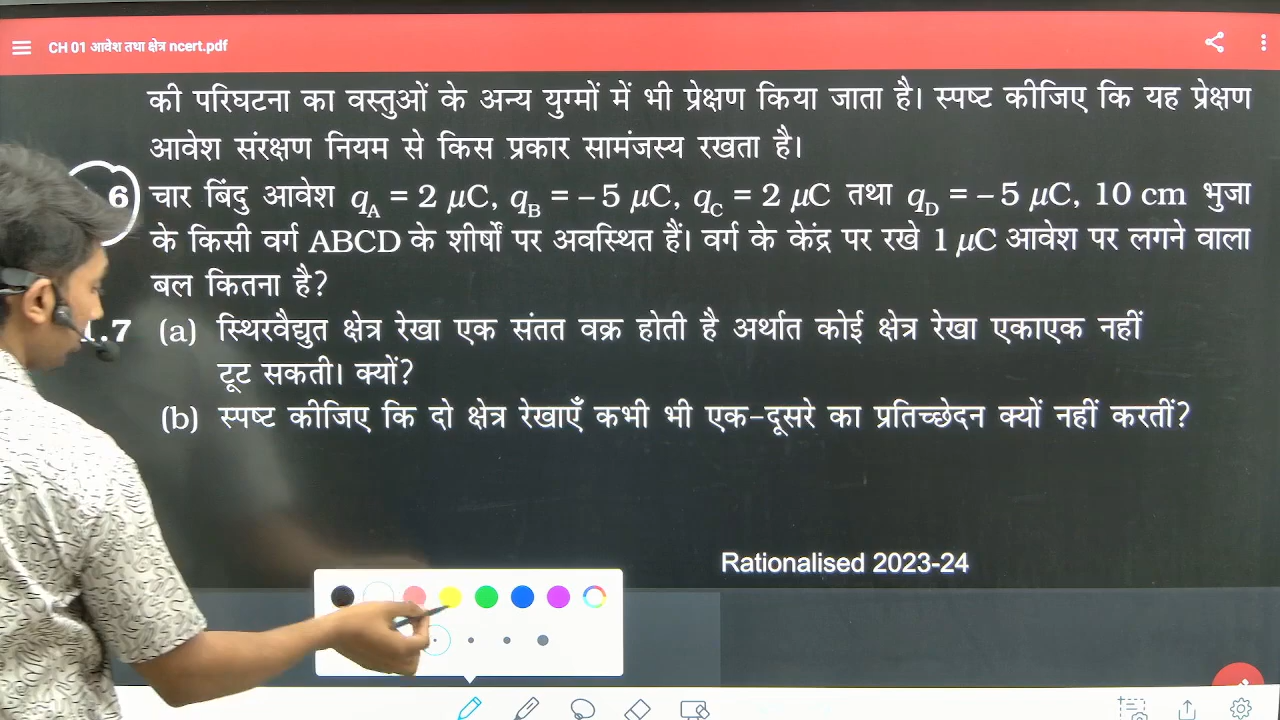 CH 01 आवेश तथा क्षेत्र ncert.pdf
की परिघटना का वस्तुओं के अन्य युग्मों में भी प्रेक्षण किया जाता है। स्पष्ट कीजिए कि यह प्रेक्षण
आवेश संरक्षण नियम से किस प्रकार सामंजस्य रखता है।
6 चार बिंदु आवेश qA = 2 μC, qB = – 5 μC, qC = 2 μC तथा qD = – 5 μC, 10 cm भुजा
के किसी वर्ग ABCD के शीर्षों पर अवस्थित हैं। वर्ग के केंद्र पर रखे 1 μC आवेश पर लगने वाला
बल कितना है?
.7 (a) स्थिरवैद्युत क्षेत्र रेखा एक संतत वक्र होती है अर्थात कोई क्षेत्र रेखा एकाएक नहीं
टूट सकती। क्यों?
(b) स्पष्ट कीजिए कि दो क्षेत्र रेखाएँ कभी भी एक-दूसरे का प्रतिच्छेदन क्यों नहीं करतीं?
Rationalised 2023-24